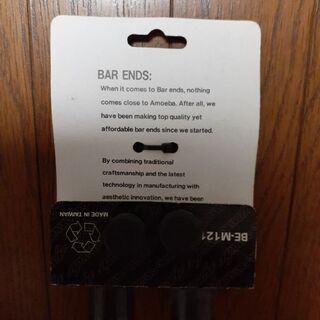 BAR ENDS:
When it comes to Bar ends, nothing
comes close to Amoeba. After all, we
have been making top quality yet
affordable bar ends since we started.
By combining traditional
craftsmanship and the latest
technology in manufacturing with
aesthetic innovation, we have been
MADE IN TAIWAN
BE-M121